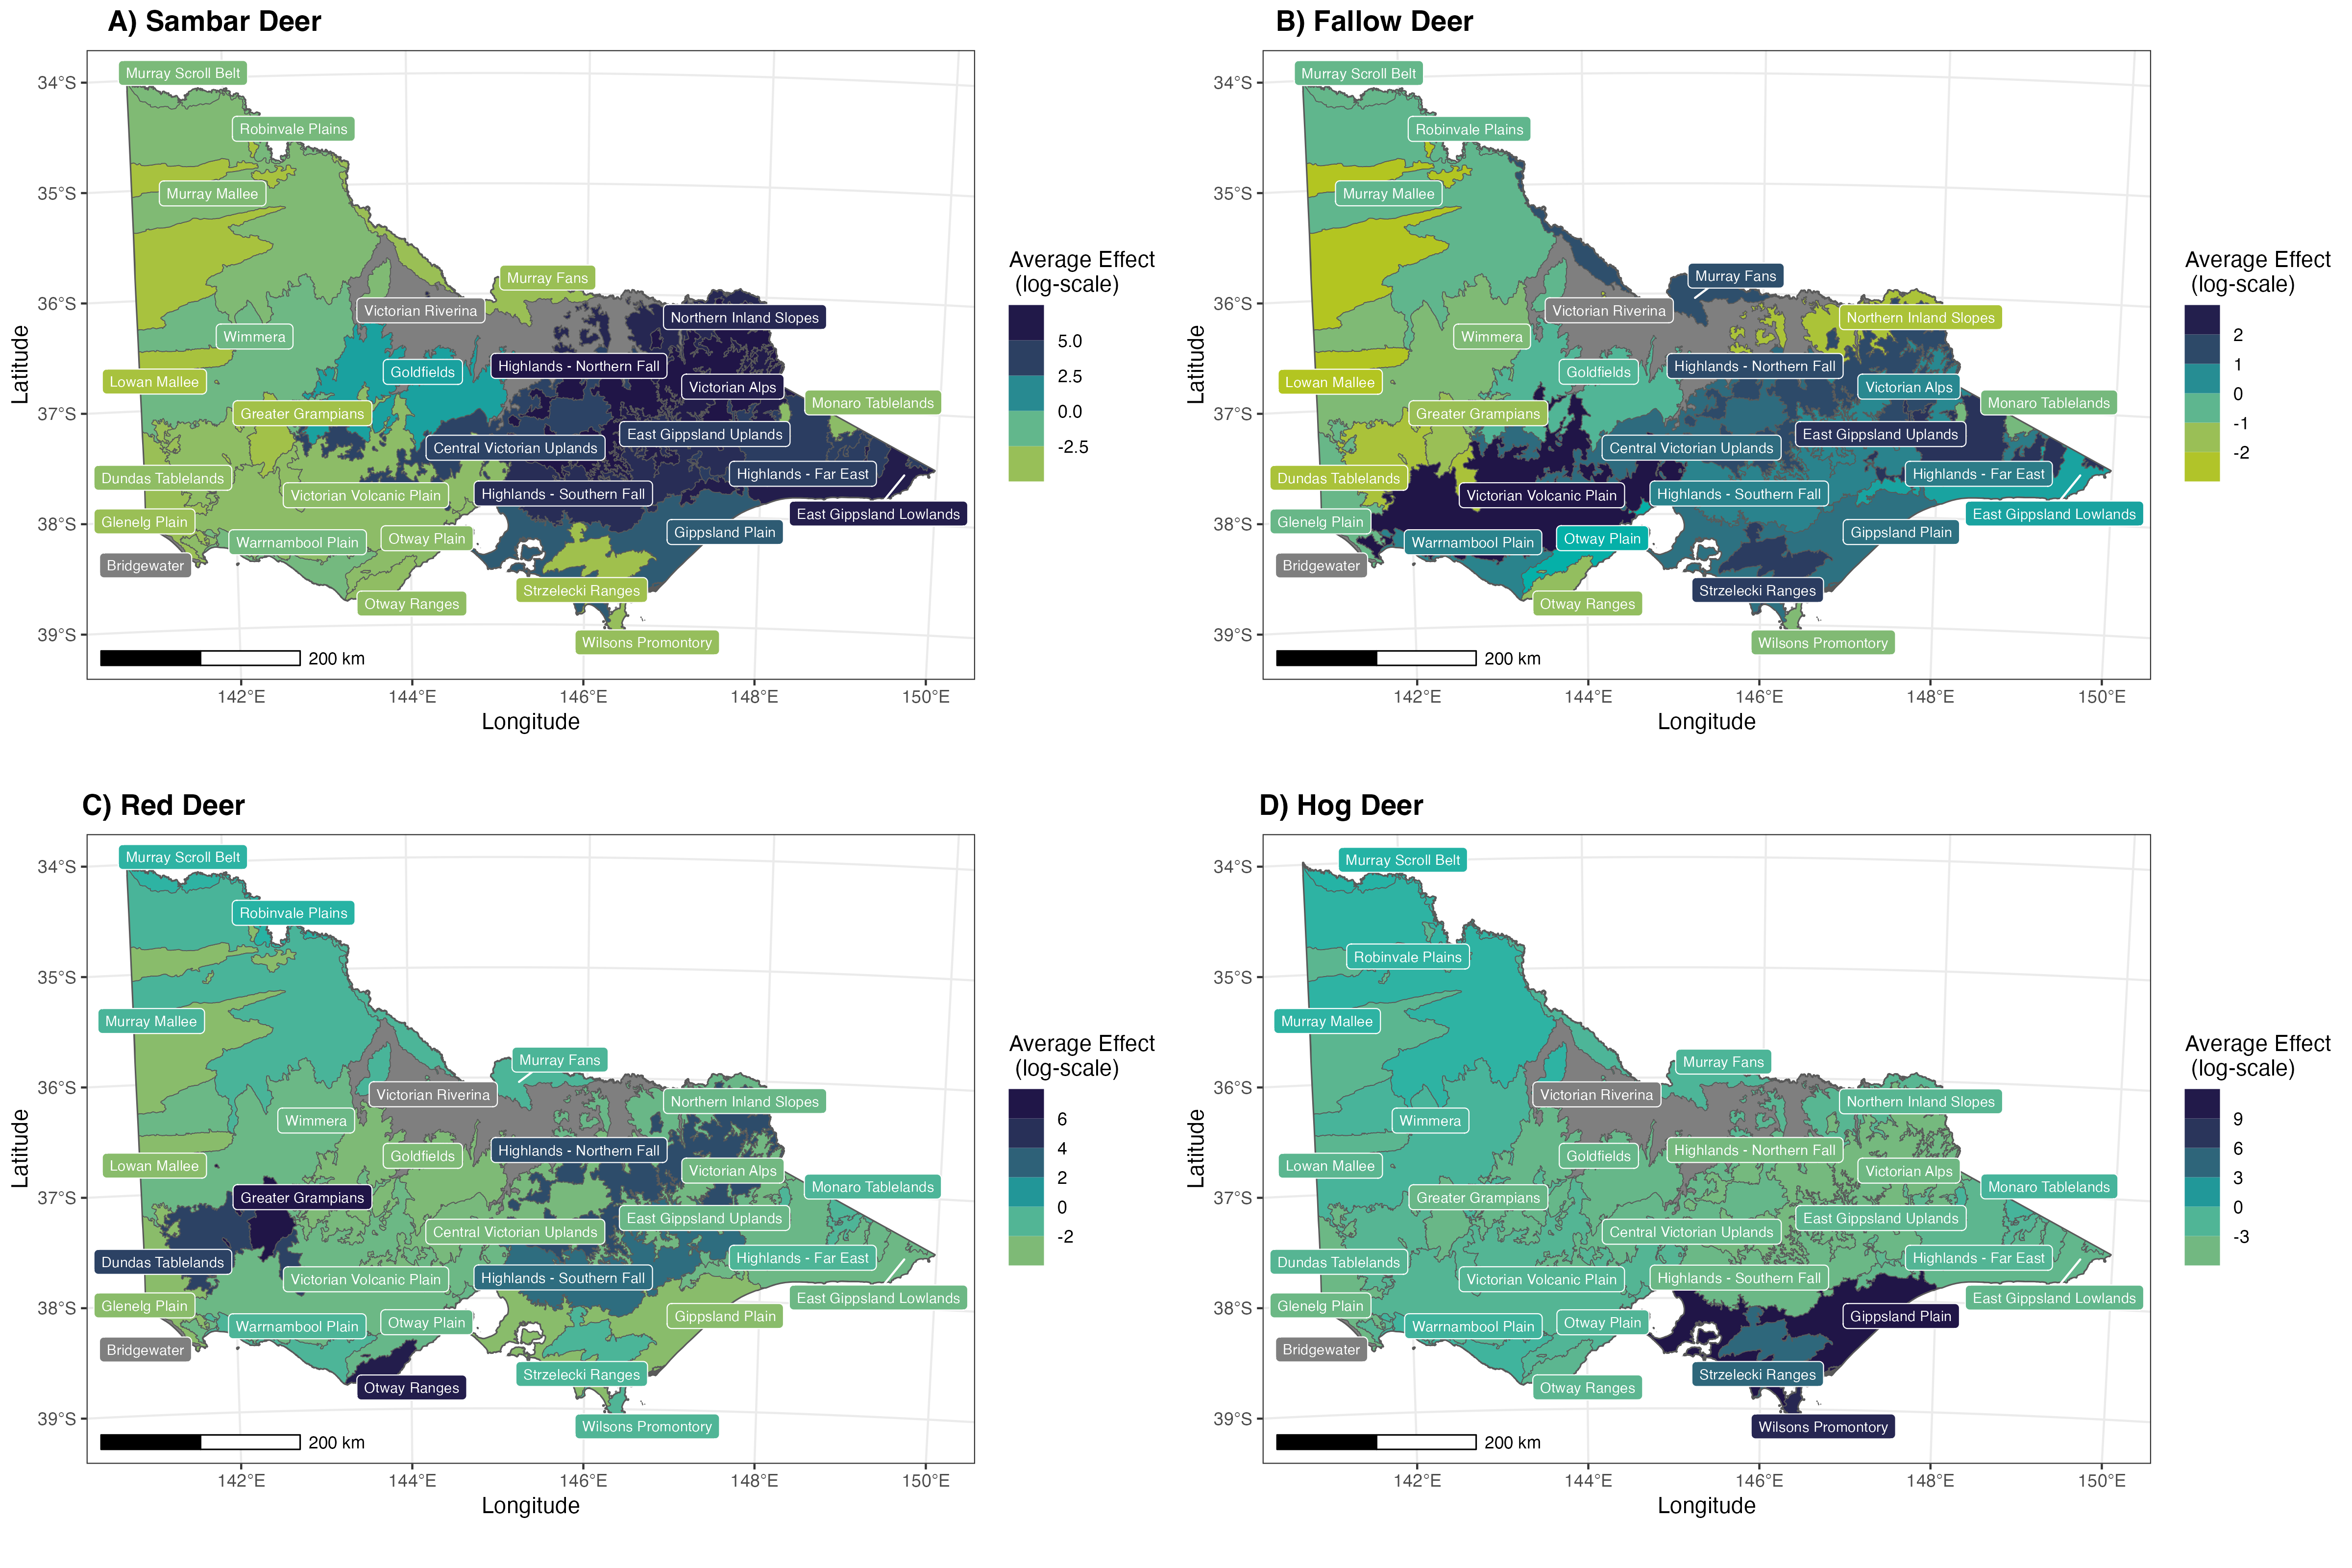 A) Sambar Deer
Murray Scroll Belt
Robinvale Plains
Murray Mallee
Murray Fans
Victorian Riverina
Northern Inland Slopes
Wimmera
Highlands - Northern Fall
Goldfields
Lowan Mallee
Victorian Alps
Monaro Tablelands
Greater Grampians
East Gippsland Uplands
Central Victorian Uplands
Dundas Tablelands
Highlands - Far East
Victorian Volcanic Plain
Highlands - Southern Fall
East Gippsland Lowlands
Glenelg Plain
Gippsland Plain
Warrnambool Plain
Otway Plain
Bridgewater
Strzelecki Ranges
Otway Ranges
Wilsons Promontory
200 km
34°S
35°S
36°S
37°S
38°S
39°S
Latitude
142°E
144°E
146°E
148°E
150°E
Longitude
Average Effect
(log-scale)
5.0
2.5
0.0
-2.5
B) Fallow Deer
Murray Scroll Belt
Robinvale Plains
Murray Mallee
Murray Fans
Victorian Riverina
Northern Inland Slopes
Wimmera
Highlands - Northern Fall
Goldfields
Lowan Mallee
Victorian Alps
Monaro Tablelands
Greater Grampians
East Gippsland Uplands
Central Victorian Uplands
Dundas Tablelands
Highlands - Far East
Victorian Volcanic Plain
Highlands - Southern Fall
East Gippsland Lowlands
Glenelg Plain
Gippsland Plain
Warrnambool Plain
Otway Plain
Bridgewater
Strzelecki Ranges
Otway Ranges
Wilsons Promontory
200 km
34°S
35°S
36°S
37°S
38°S
39°S
Latitude
142°E
144°E
146°E
148°E
150°E
Longitude
Average Effect
(log-scale)
2
1
0
-1
-2
C) Red Deer
Murray Scroll Belt
Robinvale Plains
Murray Mallee
Murray Fans
Victorian Riverina
Northern Inland Slopes
Wimmera
Highlands - Northern Fall
Goldfields
Lowan Mallee
Victorian Alps
Monaro Tablelands
Greater Grampians
East Gippsland Uplands
Central Victorian Uplands
Dundas Tablelands
Highlands - Far East
Victorian Volcanic Plain
Highlands - Southern Fall
East Gippsland Lowlands
Glenelg Plain
Gippsland Plain
Warrnambool Plain
Otway Plain
Bridgewater
Strzelecki Ranges
Otway Ranges
Wilsons Promontory
200 km
34°S
35°S
36°S
37°S
38°S
39°S
Latitude
142°E
144°E
146°E
148°E
150°E
Longitude
Average Effect
(log-scale)
6
4
2
0
-2
D) Hog Deer
Murray Scroll Belt
Robinvale Plains
Murray Mallee
Murray Fans
Victorian Riverina
Northern Inland Slopes
Wimmera
Highlands - Northern Fall
Goldfields
Lowan Mallee
Victorian Alps
Monaro Tablelands
Greater Grampians
East Gippsland Uplands
Central Victorian Uplands
Dundas Tablelands
Highlands - Far East
Victorian Volcanic Plain
Highlands - Southern Fall
East Gippsland Lowlands
Glenelg Plain
Gippsland Plain
Warrnambool Plain
Otway Plain
Bridgewater
Strzelecki Ranges
Otway Ranges
Wilsons Promontory
200 km
34°S
35°S
36°S
37°S
38°S
39°S
Latitude
142°E
144°E
146°E
148°E
150°E
Longitude
Average Effect
(log-scale)
9
6
3
0
-3